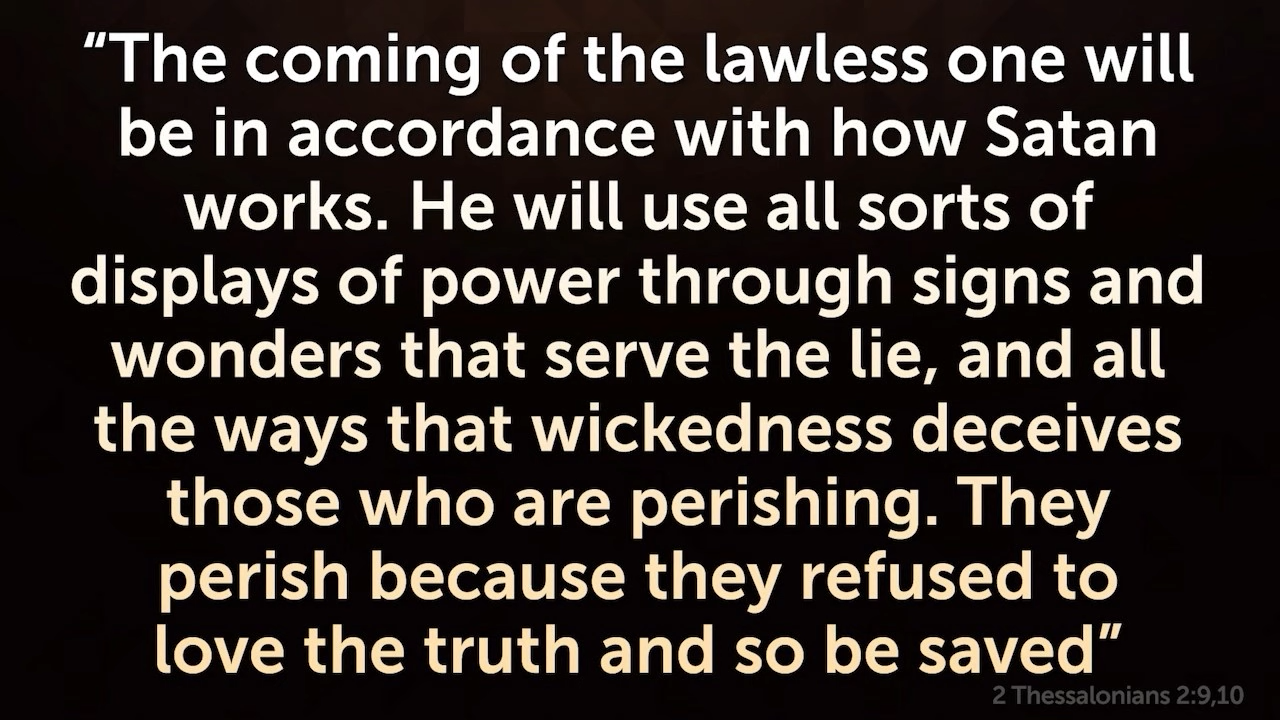 “The coming of the lawless one will
be in accordance with how Satan
works. He will use all sorts of
displays of power through signs and
wonders that serve the lie, and all
the ways that wickedness deceives
those who are perishing. They
perish because they refused to
love the truth and so be saved”
2 Thessalonians 2:9,10